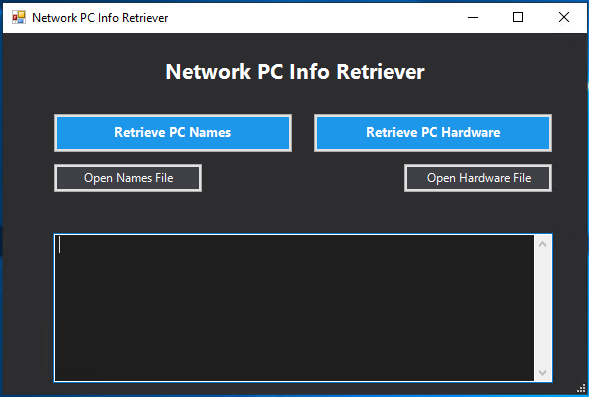 Network PC Info Retriever
Network PC Info Retriever
Retrieve PC Names
Retrieve PC Hardware
Open Names File
Open Hardware File